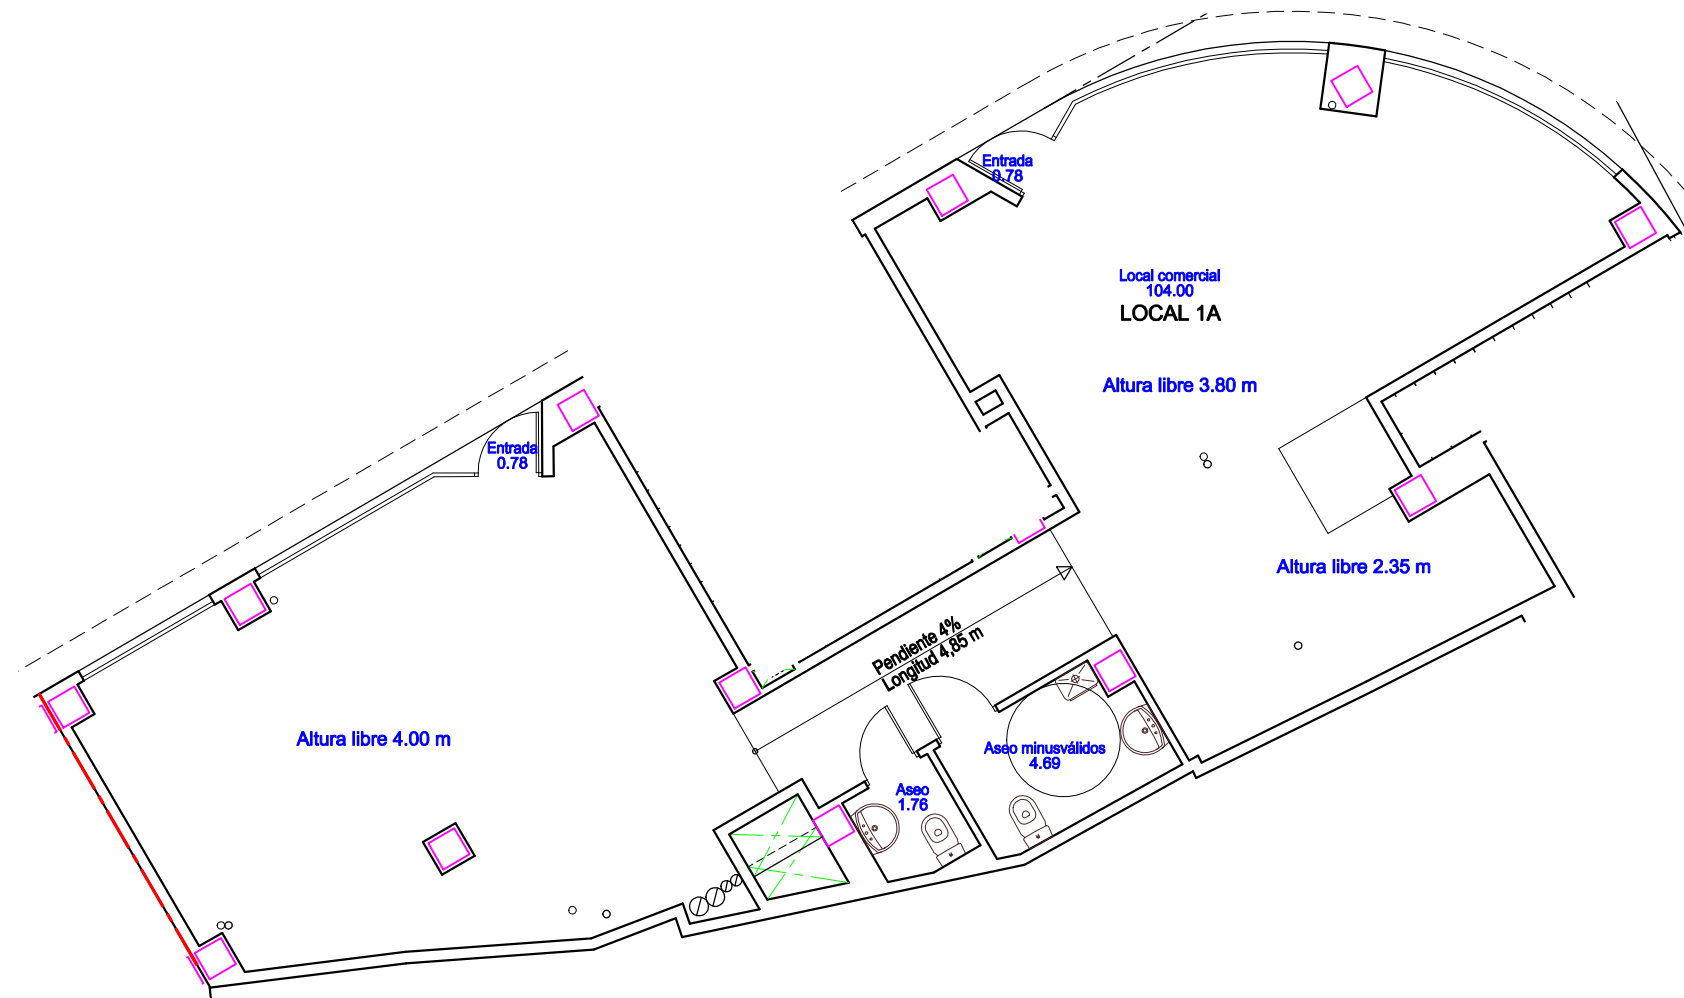 Entrada
0.78
Local comercial
104.00
LOCAL 1A
Altura libre 3.80 m
Entrada
0.78
Altura libre 2.35 m
Pendiente 4%
Longitud 4,85 m
Altura libre 4.00 m
Aseo minusválidos
4.69
Aseo
1.76